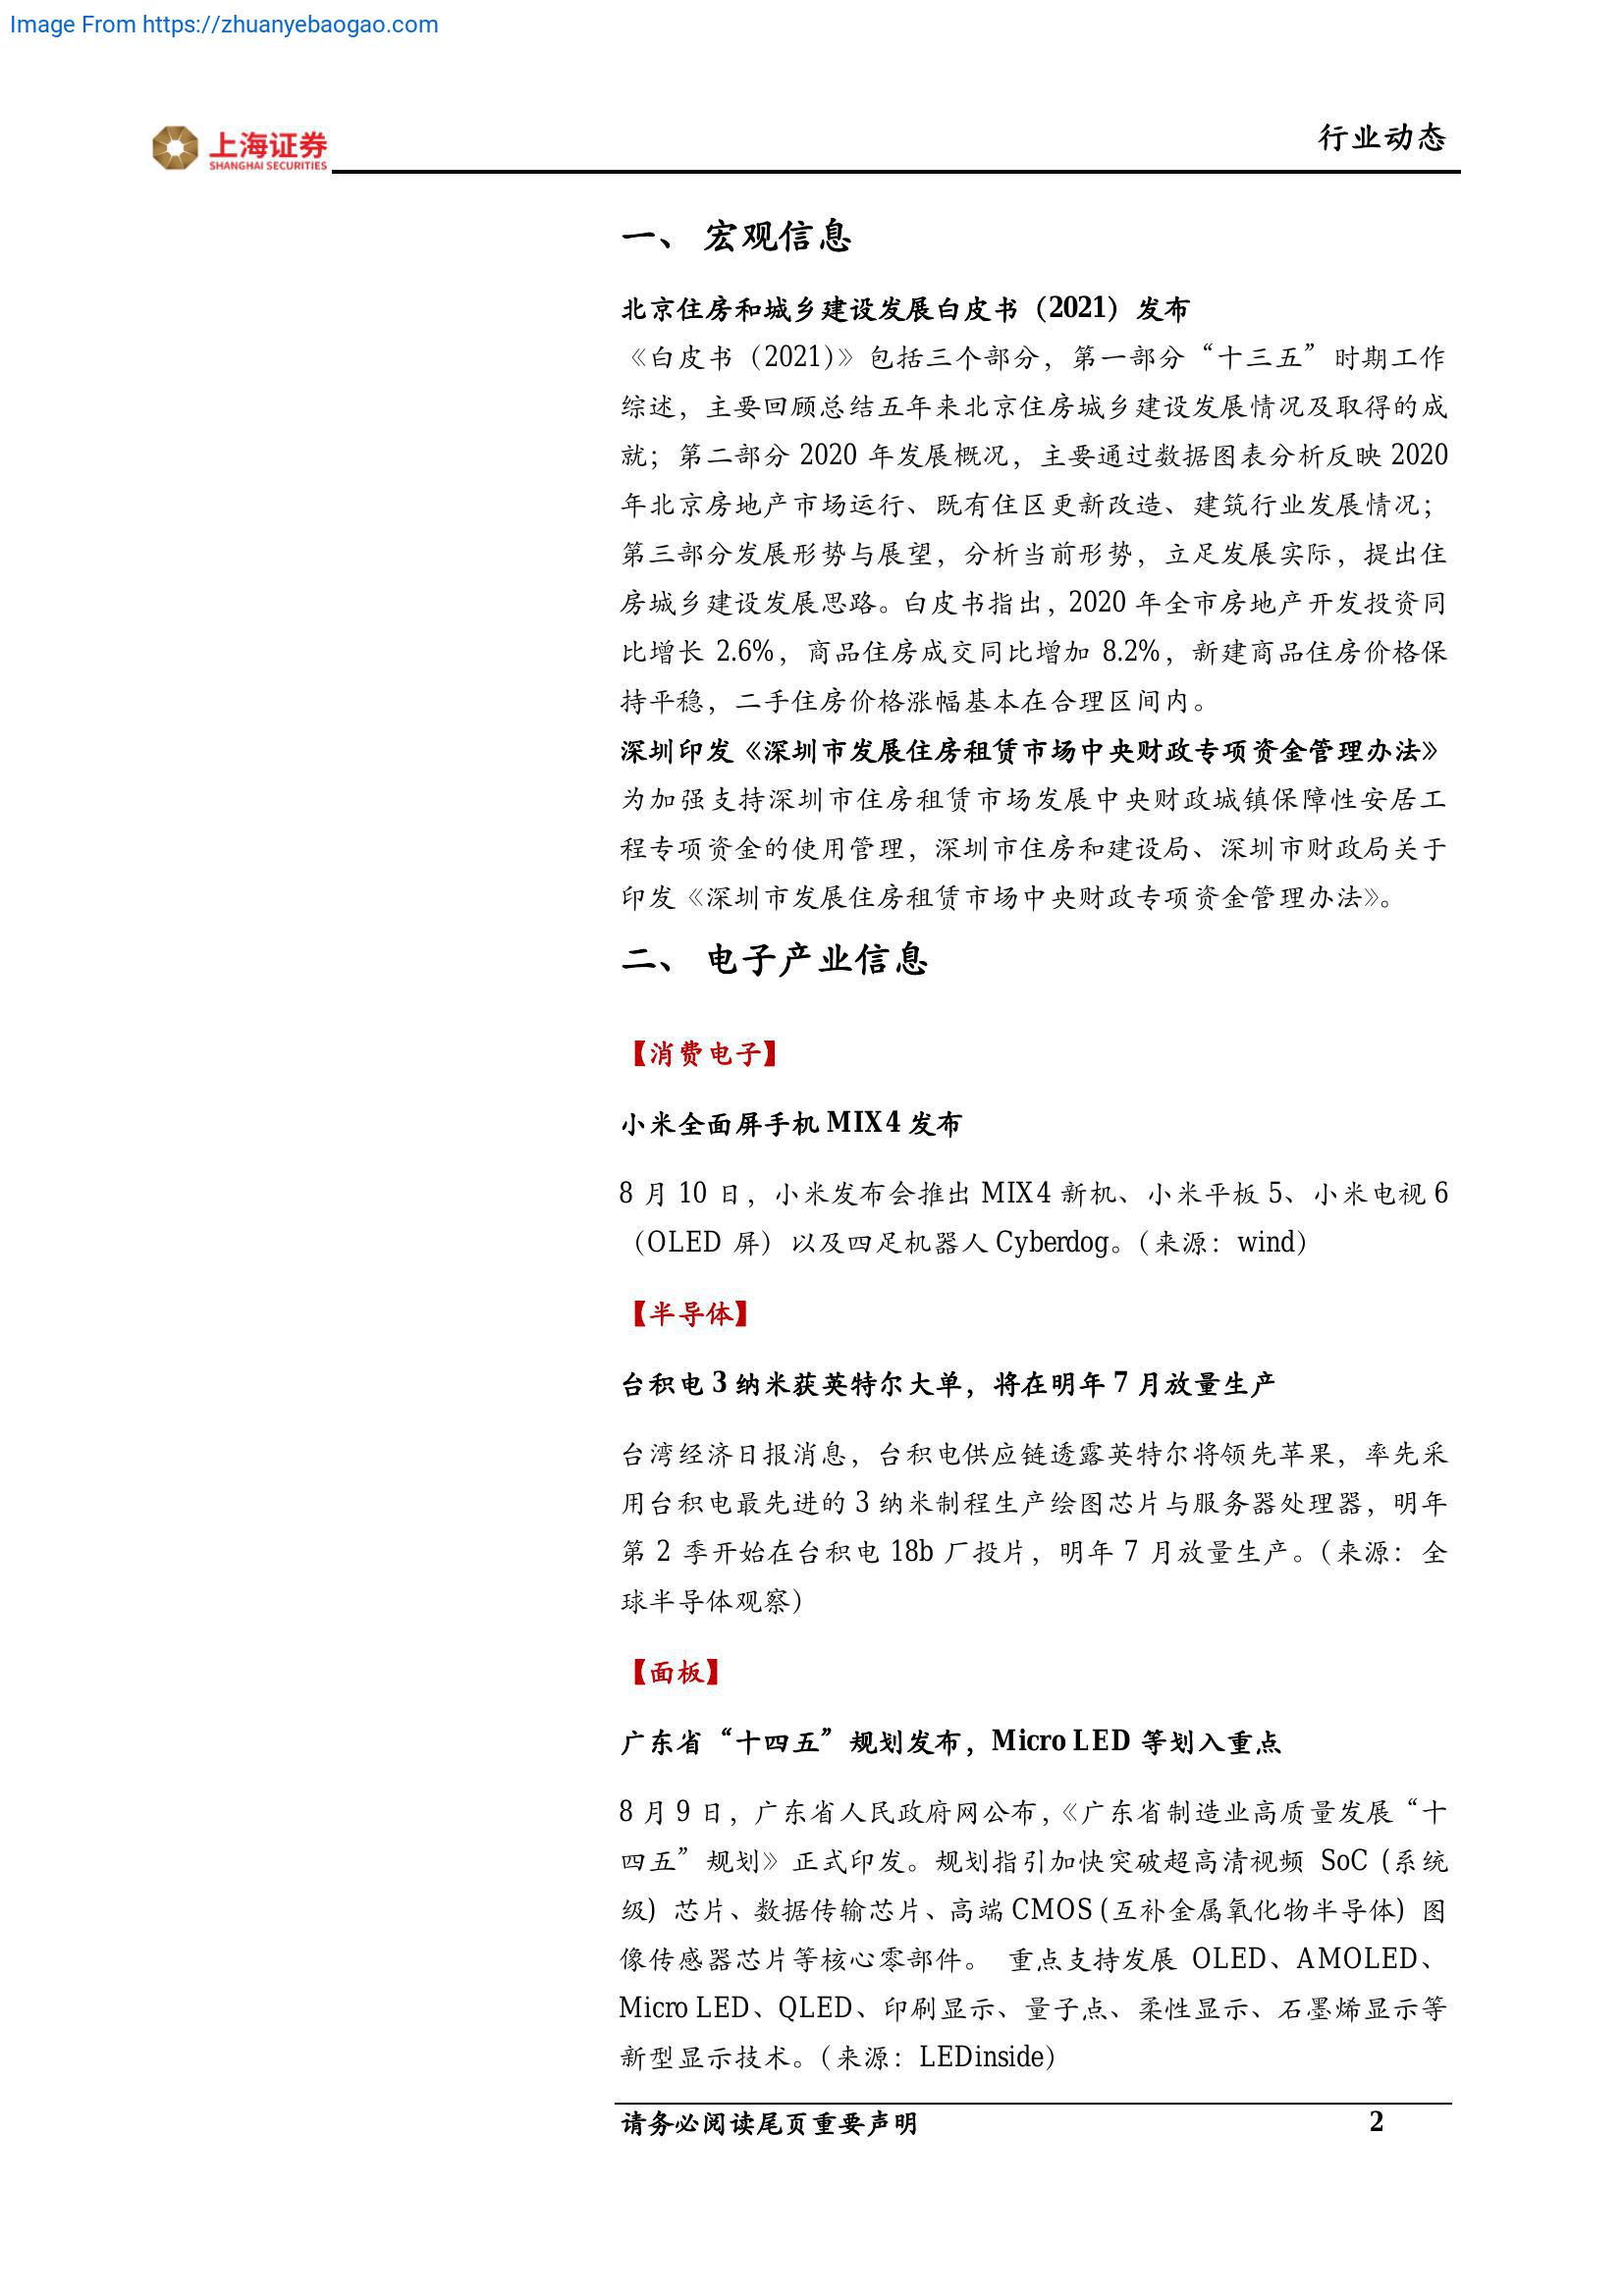 Image From https://zhuanyebaogao.com
上海证券
SHANGHAI SECURITIES
行业动态
一、 宏观信息
北京住房和城乡建设发展白皮书（2021）发布
《白皮书（2021)》包括三个部分，第一部分“十三五”时期工作
综述，主要回顾总结五年来北京住房城乡建设发展情况及取得的成
就；第二部分 2020 年发展概况，主要通过数据图表分析反映 2020
年北京房地产市场运行、既有住区更新改造、建筑行业发展情况；
第三部分发展形势与展望，分析当前形势，立足发展实际，提出住
房城乡建设发展思路。白皮书指出，2020 年全市房地产开发投资同
比增长 2.6%，商品住房成交同比增加 8.2%，新建商品住房价格保
持平稳，二手住房价格涨幅基本在合理区间内。
深圳印发《深圳市发展住房租赁市场中央财政专项资金管理办法》
为加强支持深圳市住房租赁市场发展中央财政城镇保障性安居工
程专项资金的使用管理，深圳市住房和建设局、深圳市财政局关于
印发《深圳市发展住房租赁市场中央财政专项资金管理办法》。
二、 电子产业信息
【消费电子】
小米全面屏手机 MIX4 发布
8 月 10 日，小米发布会推出 MIX4 新机、小米平板 5、小米电视 6
（OLED 屏）以及四足机器人 Cyberdog。（来源：wind）
【半导体】
台积电 3 纳米获英特尔大单，将在明年 7 月放量生产
台湾经济日报消息，台积电供应链透露英特尔将领先苹果，率先采
用台积电最先进的 3 纳米制程生产绘图芯片与服务器处理器，明年
第 2 季开始在台积电 18b 厂投片，明年 7 月放量生产。（来源：全
球半导体观察）
【面板】
广东省“十四五”规划发布，Micro LED 等划入重点
8 月 9 日，广东省人民政府网公布，《广东省制造业高质量发展“十
四五”规划》正式印发。规划指引加快突破超高清视频 SoC (系统
级) 芯片、数据传输芯片、高端 CMOS (互补金属氧化物半导体) 图
像传感器芯片等核心零部件。 重点支持发展 OLED、AMOLED、
Micro LED、QLED、印刷显示、量子点、柔性显示、石墨烯显示等
新型显示技术。（来源：LEDinside）
请务必阅读尾页重要声明 2